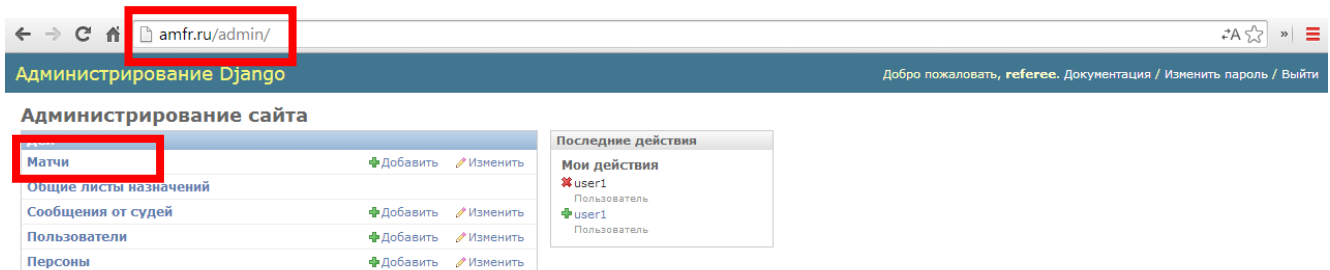 amfr.ru/admin/
Администрирование Django
Добро пожаловать, referee. Документация / Изменить пароль / Выйти
Администрирование сайта
Матчи Добавить Изменить
Общие листы назначений
Сообщения от судей Добавить Изменить
Пользователи Добавить Изменить
Персоны Добавить Изменить
Последние действия
Мои действия
user1
Пользователь
user1
Пользователь